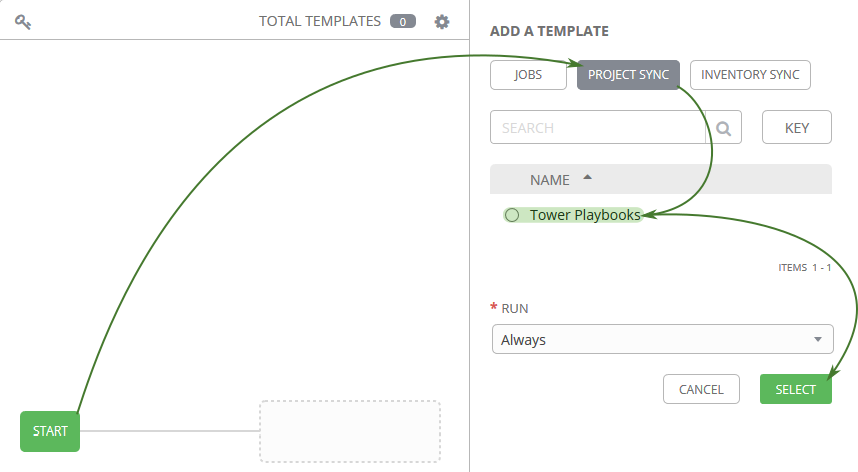 TOTAL TEMPLATES 0
ADD A TEMPLATE
JOBS
PROJECT SYNC
INVENTORY SYNC
SEARCH
KEY
NAME
Tower Playbooks
ITEMS 1 - 1
* RUN
Always
CANCEL
SELECT
START